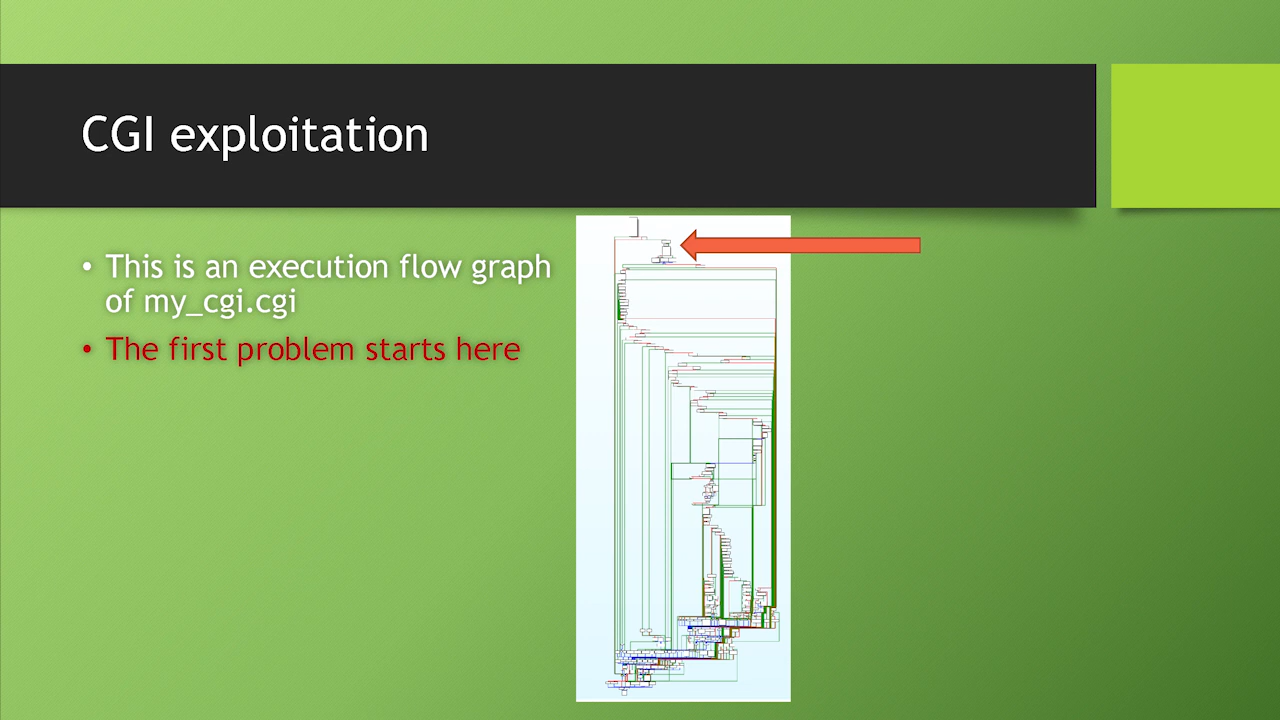 CGI exploitation
• This is an execution flow graph
of my_cgi.cgi
• The first problem starts here